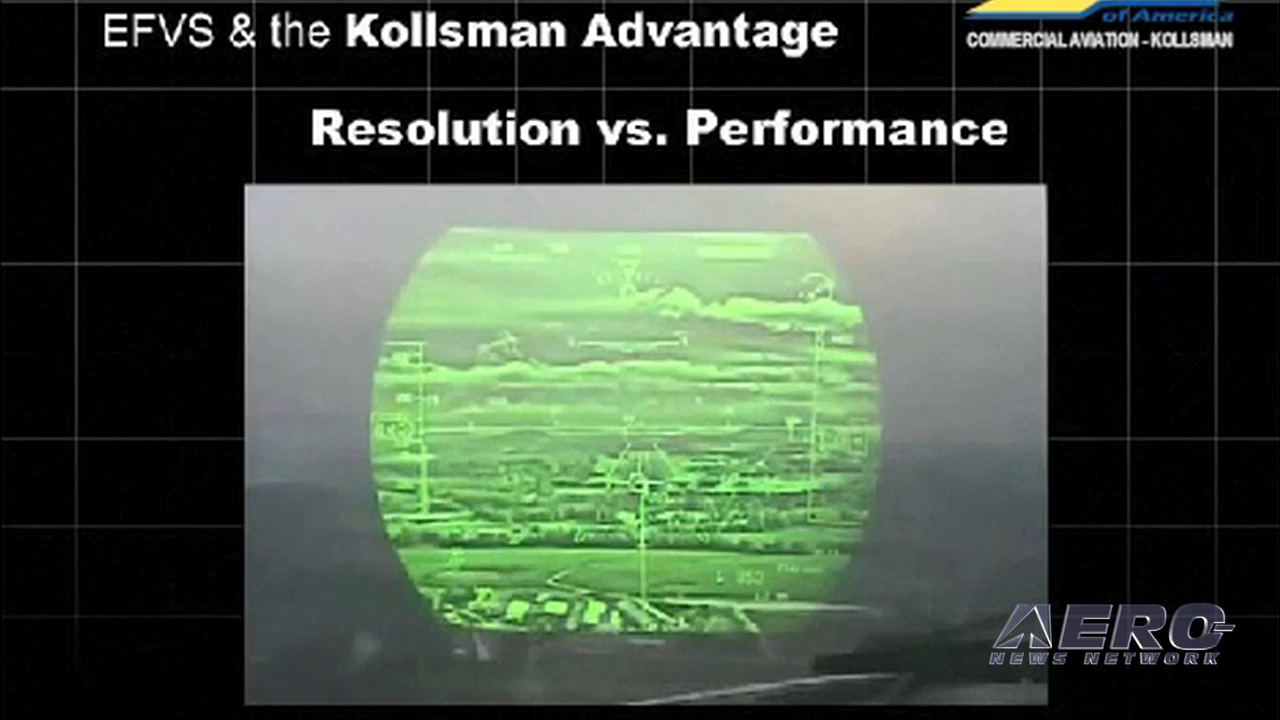 EFVS & the Kollsman Advantage
of America
COMMERCIAL AVIATION - KOLLSMAN
Resolution vs. Performance
AERO-
NEWS NETWORK